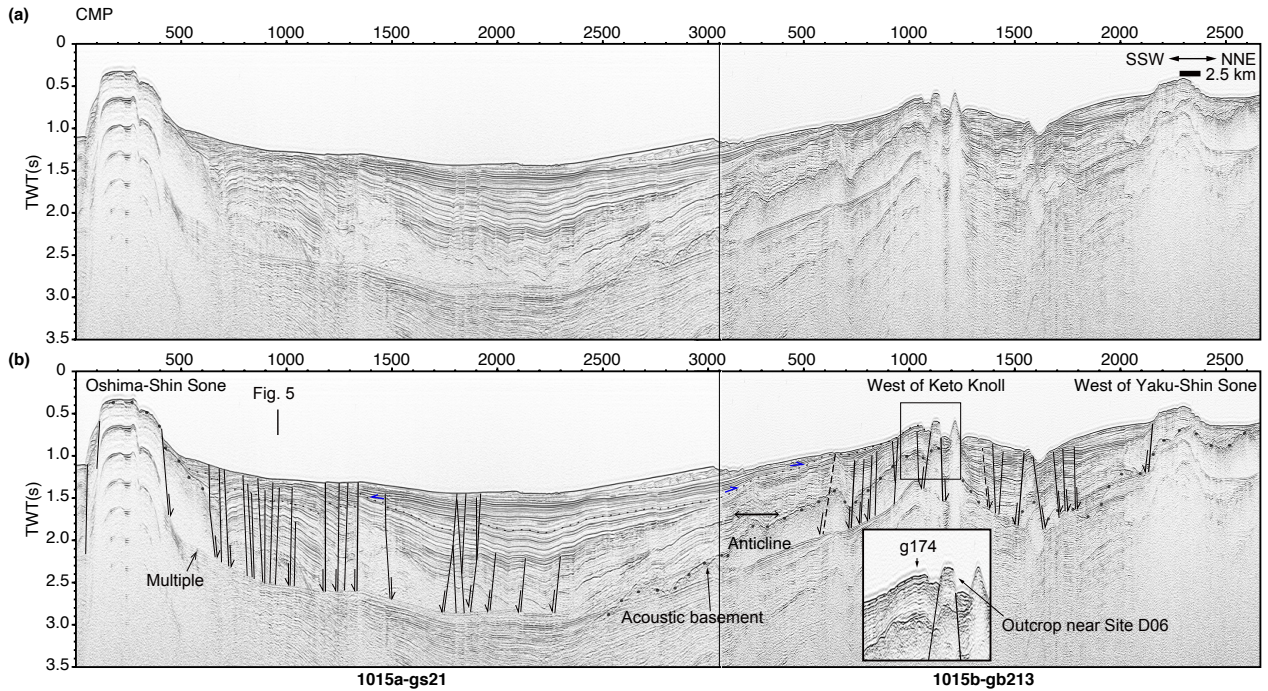 (a)
CMP
500 1000 1500 2000 2500 3000 500 1000 1500 2000 2500
0
0.5
1.0
1.5
2.0
2.5
3.0
3.5
TWT(s)
SSW NNE
2.5 km
(b)
500 1000 1500 2000 2500 3000 500 1000 1500 2000 2500
0
0.5
1.0
1.5
2.0
2.5
3.0
3.5
TWT(s)
Oshima-Shin Sone
Fig. 5
West of Keto Knoll
West of Yaku-Shin Sone
Multiple
Anticline
Acoustic basement
g174
Outcrop near Site D06
1015a-gs21
1015b-gb213